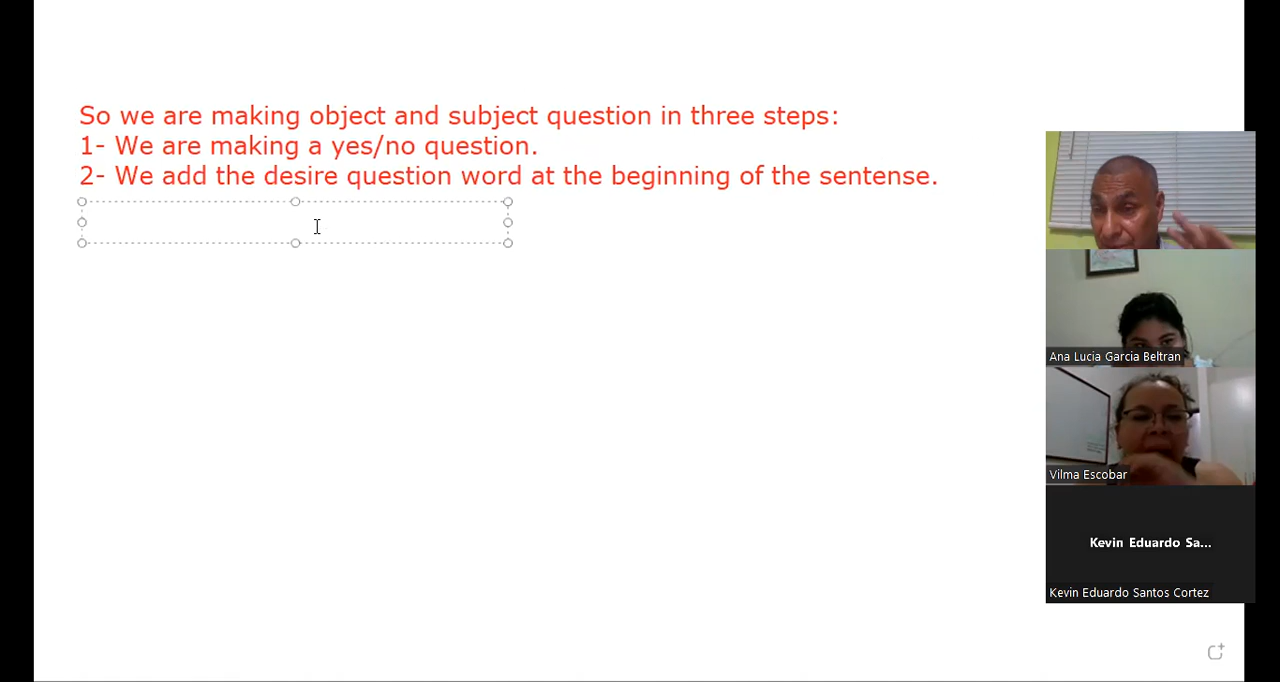 So we are making object and subject question in three steps:
1- We are making a yes/no question.
2- We add the desire question word at the beginning of the sentense.
Ana Lucia Garcia Beltran
Vilma Escobar
Kevin Eduardo Sa...
Kevin Eduardo Santos Cortez